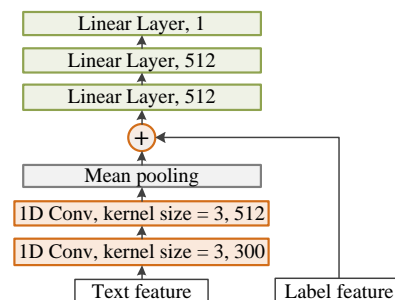 Linear Layer, 1
Linear Layer, 512
Linear Layer, 512
+
Mean pooling
1D Conv, kernel size = 3, 512
1D Conv, kernel size = 3, 300
Text feature
Label feature